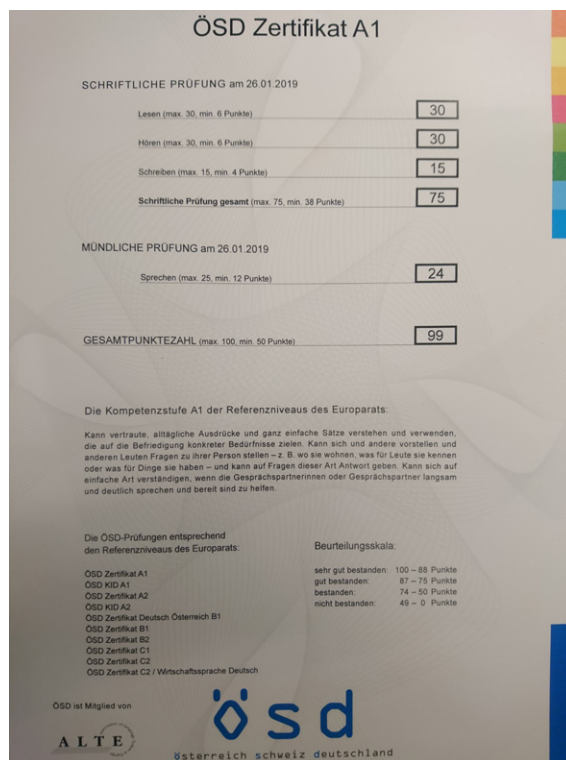 ÖSD Zertifikat A1
SCHRIFTLICHE PRÜFUNG am 26.01.2019
Lesen (max. 30, min. 6 Punkte) 30
Hören (max. 30, min. 6 Punkte) 30
Schreiben (max. 15, min. 4 Punkte) 15
Schriftliche Prüfung gesamt (max. 75, min. 38 Punkte) 75
MÜNDLICHE PRÜFUNG am 26.01.2019
Sprechen (max. 25, min. 12 Punkte) 24
GESAMTPUNKTEZAHL (max. 100, min. 50 Punkte) 99
Die Kompetenzstufe A1 der Referenzniveaus des Europarats:
Kann vertraute, alltägliche Ausdrücke und ganz einfache Sätze verstehen und verwenden,
die auf die Befriedigung konkreter Bedürfnisse zielen. Kann sich und andere vorstellen und
anderen Leuten Fragen zu ihrer Person stellen – z. B. wo sie wohnen, was für Leute sie kennen
oder was für Dinge sie haben – und kann auf Fragen dieser Art Antwort geben. Kann sich auf
einfache Art verständigen, wenn die Gesprächspartnerinnen oder Gesprächspartner langsam
und deutlich sprechen und bereit sind zu helfen.
Die ÖSD-Prüfungen entsprechend
den Referenzniveaus des Europarats:
ÖSD Zertifikat A1
ÖSD KID A1
ÖSD Zertifikat A2
ÖSD KID A2
ÖSD Zertifikat Deutsch Österreich B1
ÖSD Zertifikat B1
ÖSD Zertifikat B2
ÖSD Zertifikat C1
ÖSD Zertifikat C2
ÖSD Zertifikat C2 / Wirtschaftssprache Deutsch
Beurteilungsskala:
sehr gut bestanden: 100 – 88 Punkte
gut bestanden: 87 – 75 Punkte
bestanden: 74 – 50 Punkte
nicht bestanden: 49 – 0 Punkte
ÖSD ist Mitglied von
ALTE
ösd
österreich schweiz deutschland